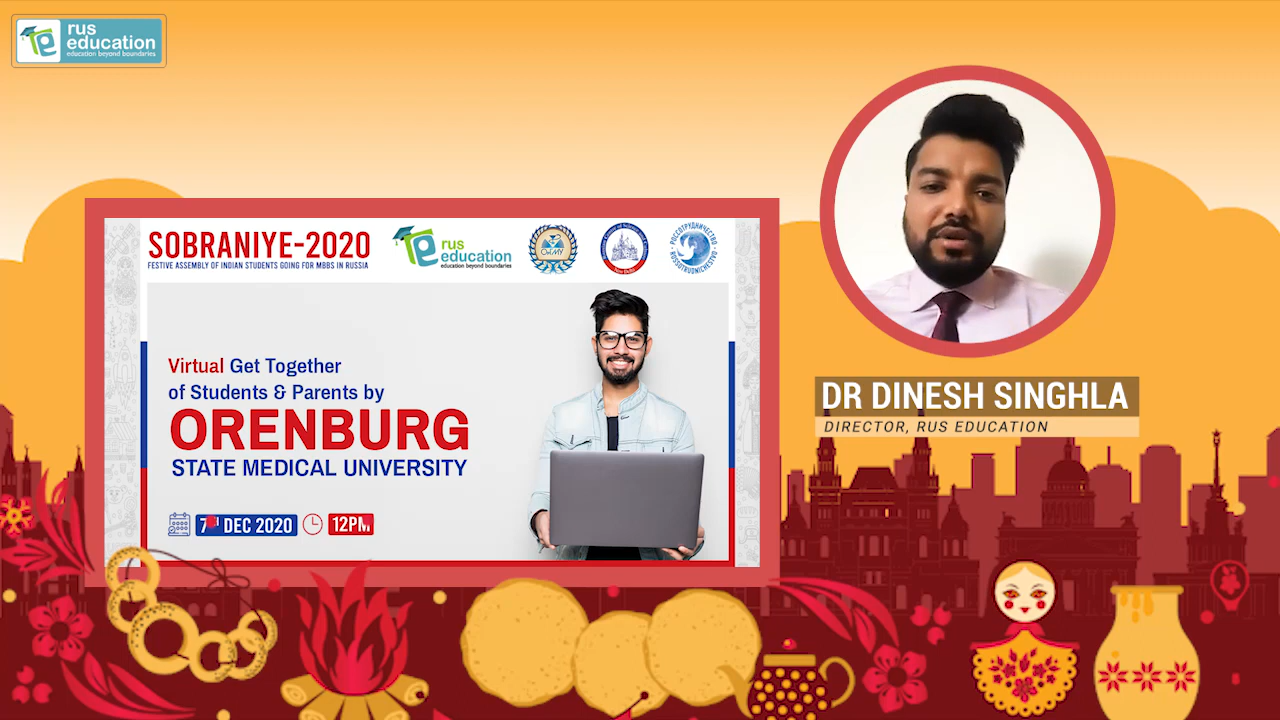 rus
education
education beyond boundaries
SOBRANIYE-2020
FESTIVE ASSEMBLY OF INDIAN STUDENTS GOING FOR MBBS IN RUSSIA
rus
education
education beyond boundaries
РОССОТРУДНИЧЕСТВО
ROSSOTRUDNICHESTVO
Virtual Get Together
of Students & Parents by
ORENBURG
STATE MEDICAL UNIVERSITY
DEC 2020
12PM
DR DINESH SINGHLA
DIRECTOR, RUS EDUCATION